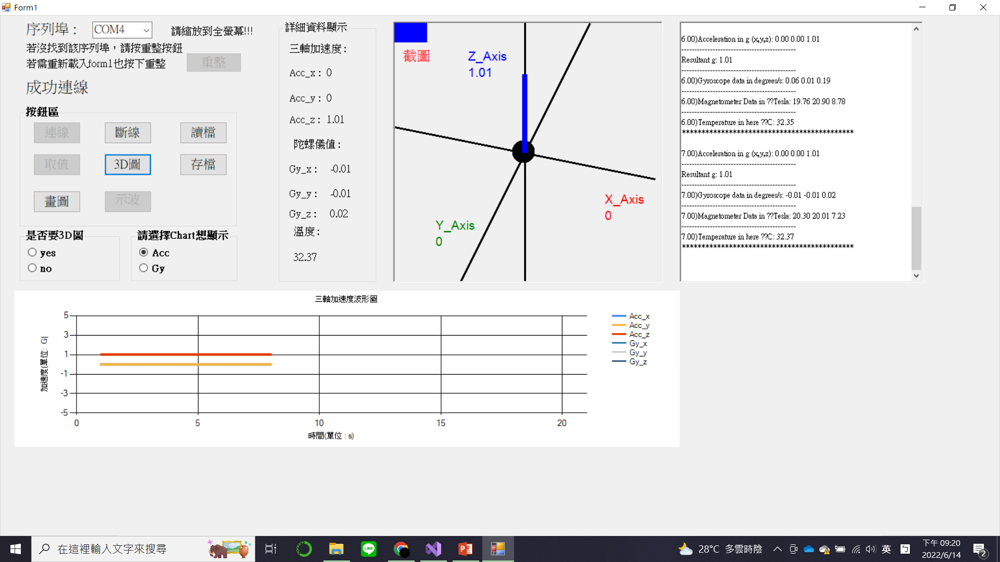 Form1
序列埠 :
COM4
請縮放到全螢幕!!!
若沒找到該序列埠，請按重整按鈕
若需重新載入form1也按下重整
重整
成功連線
按鈕區
連線
斷線
讀檔
取值
3D圖
存檔
畫圖
示波
是否要3D圖
yes
no
請選擇Chart想顯示
Acc
Gy
詳細資料顯示
三軸加速度 :
Acc_x : 0
Acc_y : 0
Acc_z : 1.01
陀螺儀值 :
Gy_x : -0.01
Gy_y : -0.01
Gy_z : 0.02
溫度 :
32.37
截圖
Z_Axis
1.01
X_Axis
0
Y_Axis
0
6.00)Acceleration in g (x,y,z): 0.00 0.00 1.01
--------------------------------------------
Resultant g: 1.01
--------------------------------------------
6.00)Gyroscope data in degrees/s: 0.06 0.01 0.19
--------------------------------------------
6.00)Magnetometer Data in ??Tesla: 19.76 20.90 8.78
--------------------------------------------
6.00)Temperature in here ??C: 32.35
******************************************
7.00)Acceleration in g (x,y,z): 0.00 0.00 1.01
--------------------------------------------
Resultant g: 1.01
--------------------------------------------
7.00)Gyroscope data in degrees/s: -0.01 -0.01 0.02
--------------------------------------------
7.00)Magnetometer Data in ??Tesla: 20.30 20.01 7.23
--------------------------------------------
7.00)Temperature in here ??C: 32.37
******************************************
三軸加速度波形圖
加速度(單位: G)
5
3
1
-1
-3
-5
0
5
10
15
20
時間(單位 : s)
Acc_x
Acc_y
Acc_z
Gy_x
Gy_y
Gy_z
在這裡輸入文字來搜尋
LINE
28°C 多雲時陰
英
下午 09:20
2022/6/14
2